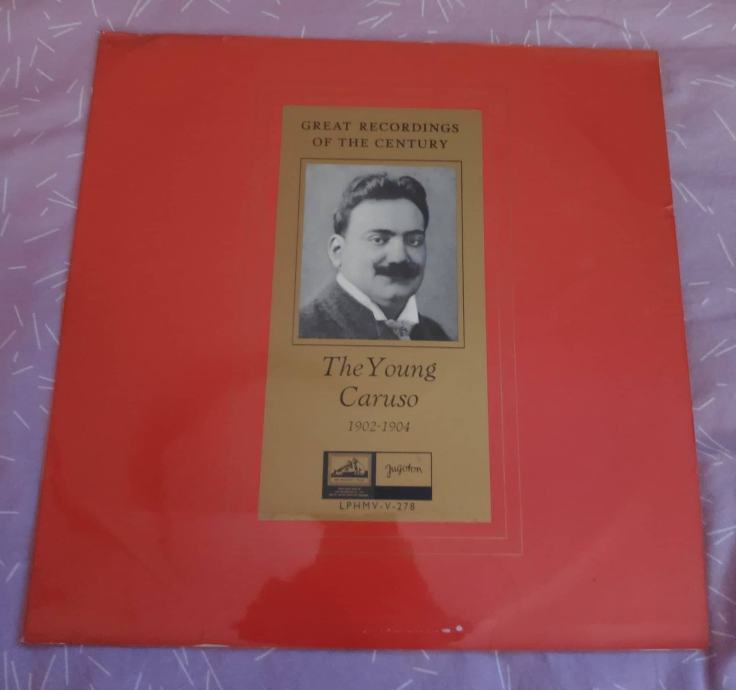 GREAT RECORDINGS
OF THE CENTURY
The Young
Caruso
1902-1904
Jugoton
LPHMV-V-278